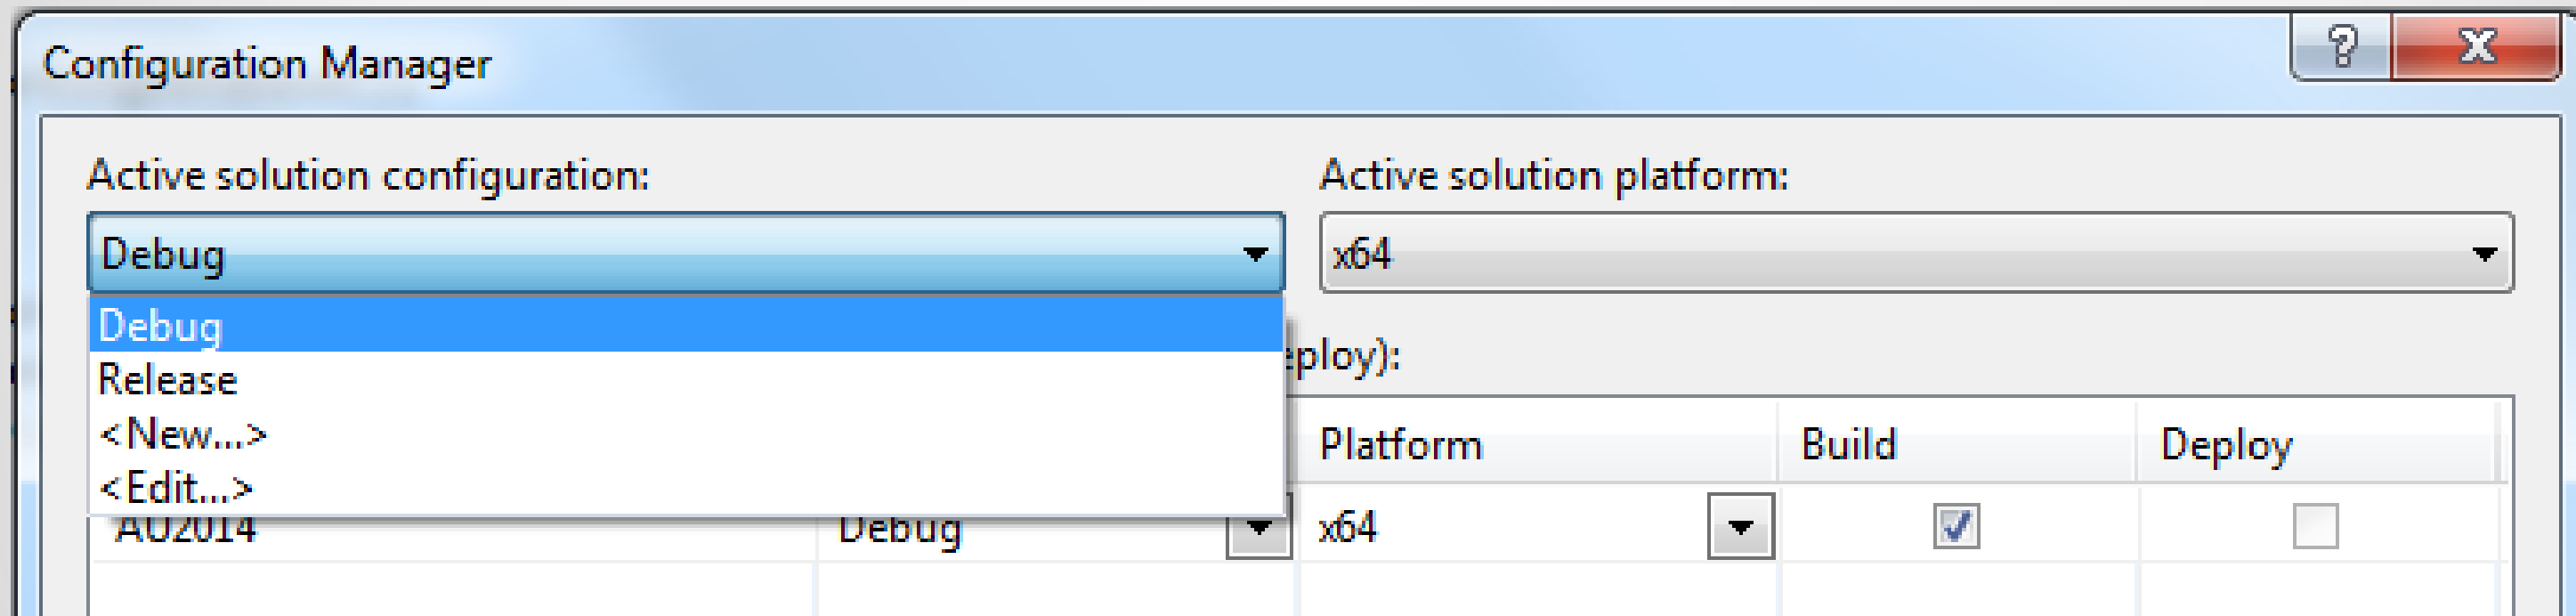 Configuration Manager
Active solution configuration: Active solution platform:
Debug x64
Debug
ploy):
Release
<New...> Platform Build Deploy
<Edit...>
AU2014 Debug x64